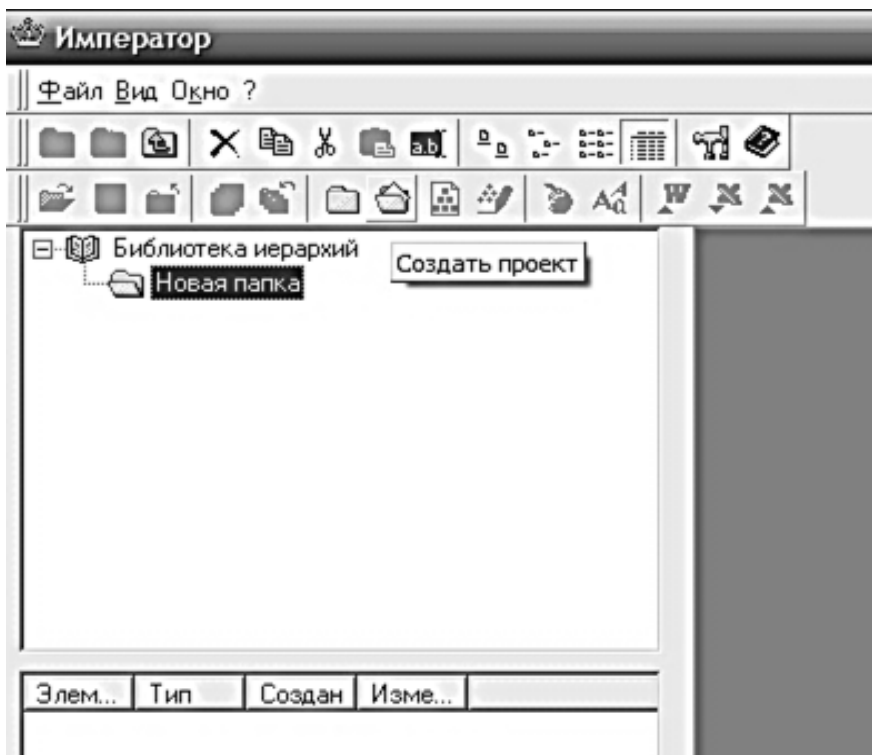 Император
Файл Вид Окно ?
a.b
W
Библиотека иерархий
Создать проект
Новая папка
Элем... Тип Создан Изме...